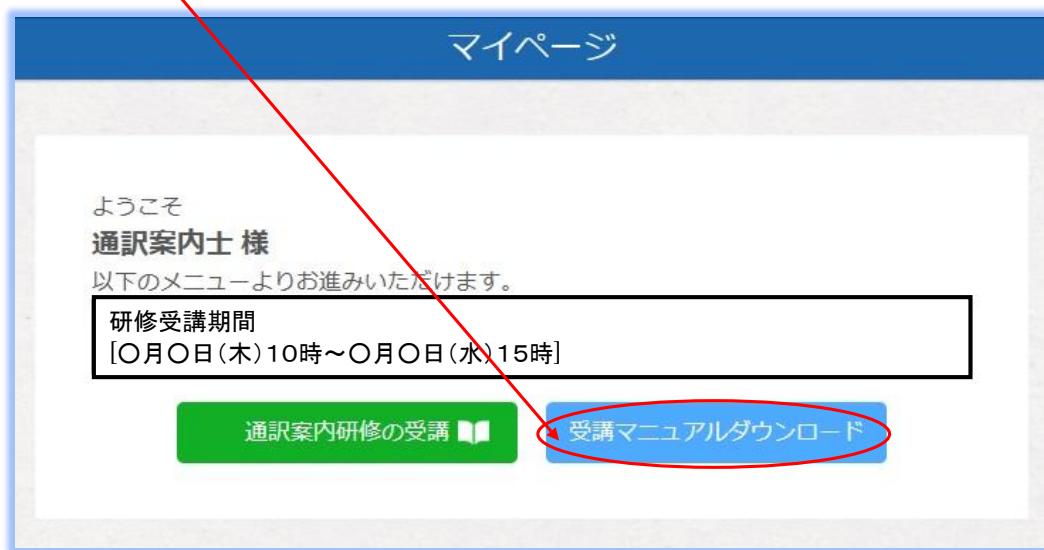 マイページ
ようこそ
通訳案内士 様
以下のメニューよりお進みいただけます。
研修受講期間
[〇月〇日(木)10時～〇月〇日(水)15時]
通訳案内研修の受講
受講マニュアルダウンロード